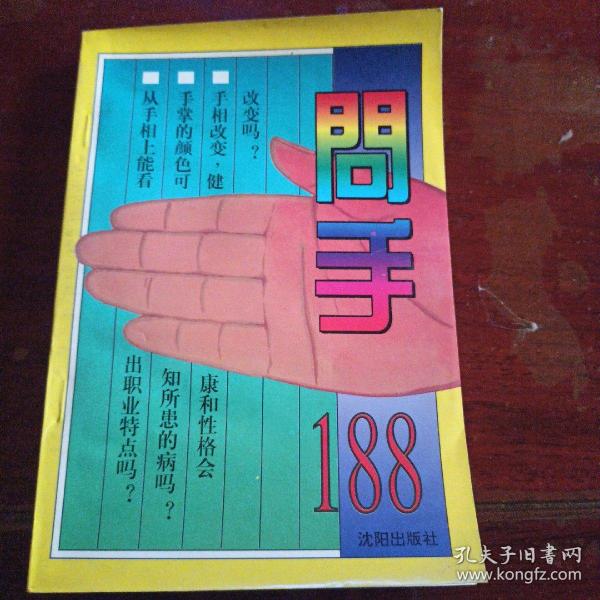 問手
188
■从手相上能看出职业特点吗？
■手掌的颜色可知所患的病吗？
■手相改变，健康和性格会改变吗？
沈阳出版社
孔夫子旧書网
www.kongfz.com